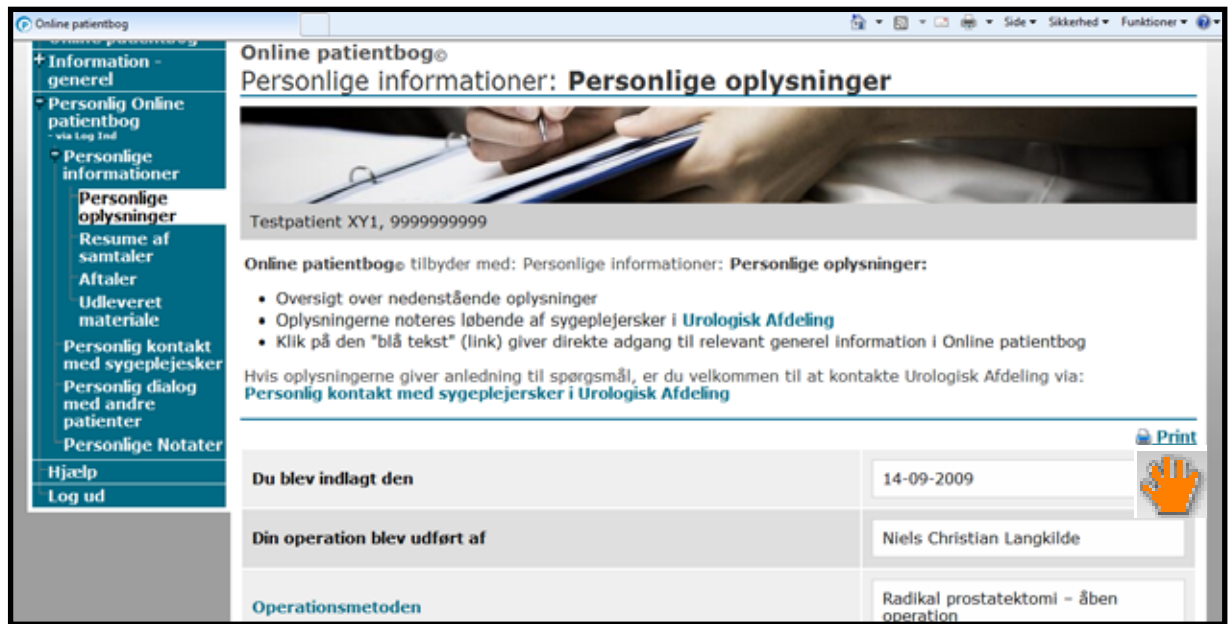 Online patientbog
Side
Sikkerhed
Funktioner
Online patientbog
Information -
generel
Personlig Online
patientbog
- via Log Ind
Personlige
informationer
Personlige
oplysninger
Resume af
samtaler
Aftaler
Udleveret
materiale
Personlig kontakt
med sygeplejesker
Personlig dialog
med andre
patienter
Personlige Notater
Hjælp
Log ud
Online patientbog©
Personlige informationer: Personlige oplysninger
Testpatient XY1, 9999999999
Online patientbog© tilbyder med: Personlige informationer: Personlige oplysninger:
• Oversigt over nedenstående oplysninger
• Oplysningerne noteres løbende af sygeplejersker i Urologisk Afdeling
• Klik på den "blå tekst" (link) giver direkte adgang til relevant generel information i Online patientbog
Hvis oplysningerne giver anledning til spørgsmål, er du velkommen til at kontakte Urologisk Afdeling via:
Personlig kontakt med sygeplejersker i Urologisk Afdeling
Print
Du blev indlagt den 14-09-2009
Din operation blev udført af Niels Christian Langkilde
Operationsmetoden Radikal prostatektomi – åben
operation